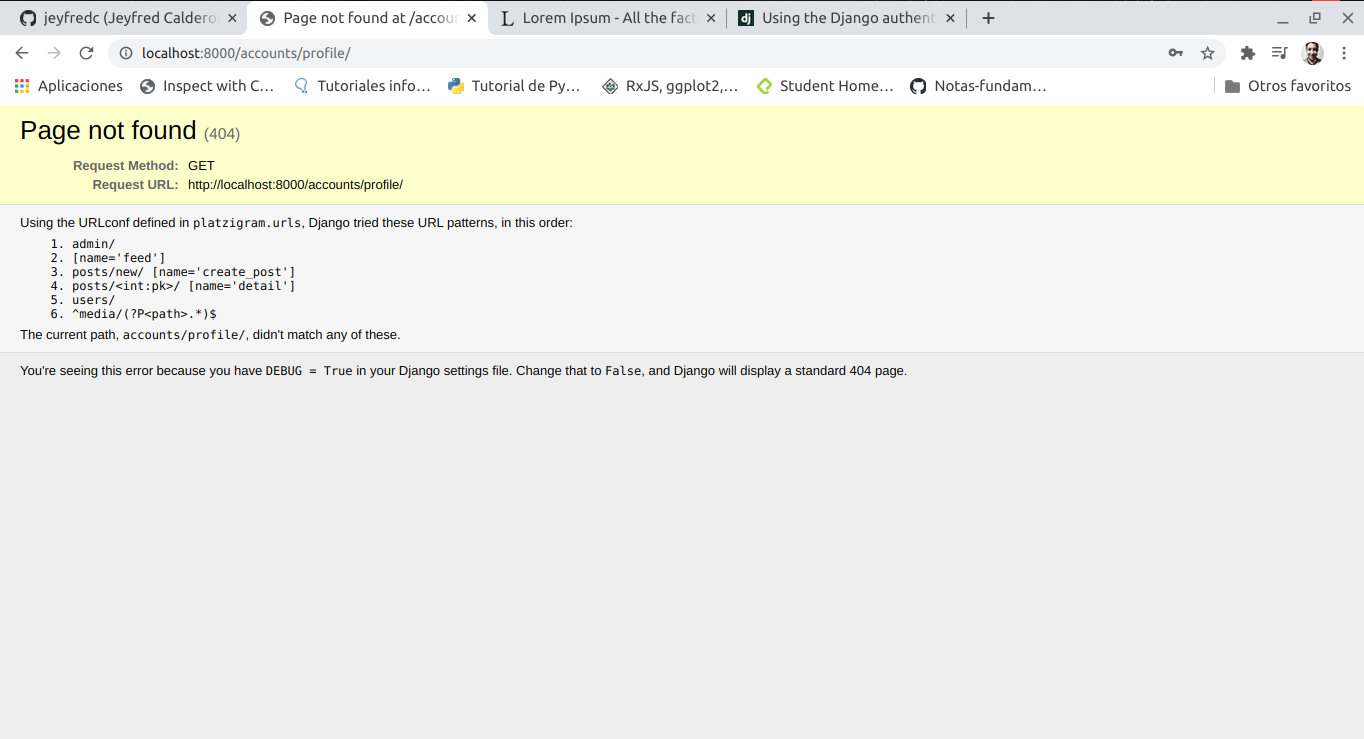 jeyfredc (Jeyfred Caldero
Page not found at /accour
Lorem Ipsum - All the fact
Using the Django authent
localhost:8000/accounts/profile/
Aplicaciones
Inspect with C...
Tutoriales info...
Tutorial de Py...
RxJS, ggplot2,...
Student Home...
Notas-fundam...
Otros favoritos
Page not found (404)
Request Method: GET
Request URL: http://localhost:8000/accounts/profile/
Using the URLconf defined in platzigram.urls, Django tried these URL patterns, in this order:
1. admin/
2. [name='feed']
3. posts/new/ [name='create_post']
4. posts/<int:pk>/ [name='detail']
5. users/
6. ^media/(?P<path>.*)$
The current path, accounts/profile/, didn't match any of these.
You're seeing this error because you have DEBUG = True in your Django settings file. Change that to False, and Django will display a standard 404 page.